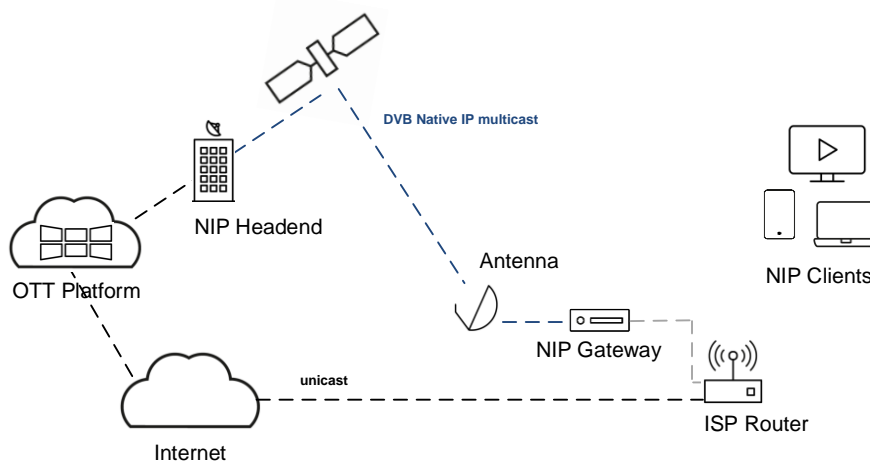 DVB Native IP multicast
NIP Headend
OTT Platform
Antenna
NIP Clients
NIP Gateway
unicast
ISP Router
Internet